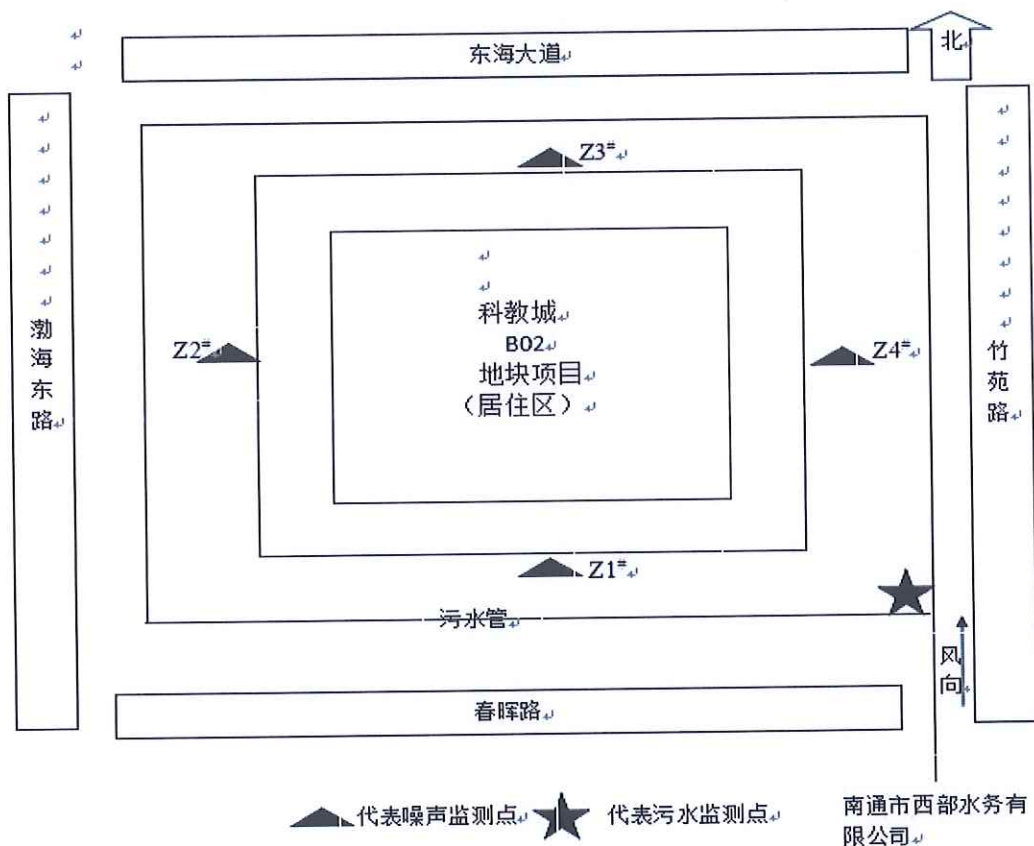 北
东海大道
Z3#
科教城
B02
地块项目
（居住区）
渤海东路
Z2#
Z4#
竹苑路
Z1#
污水管
风向
春晖路
代表噪声监测点
代表污水监测点
南通市西部水务有
限公司